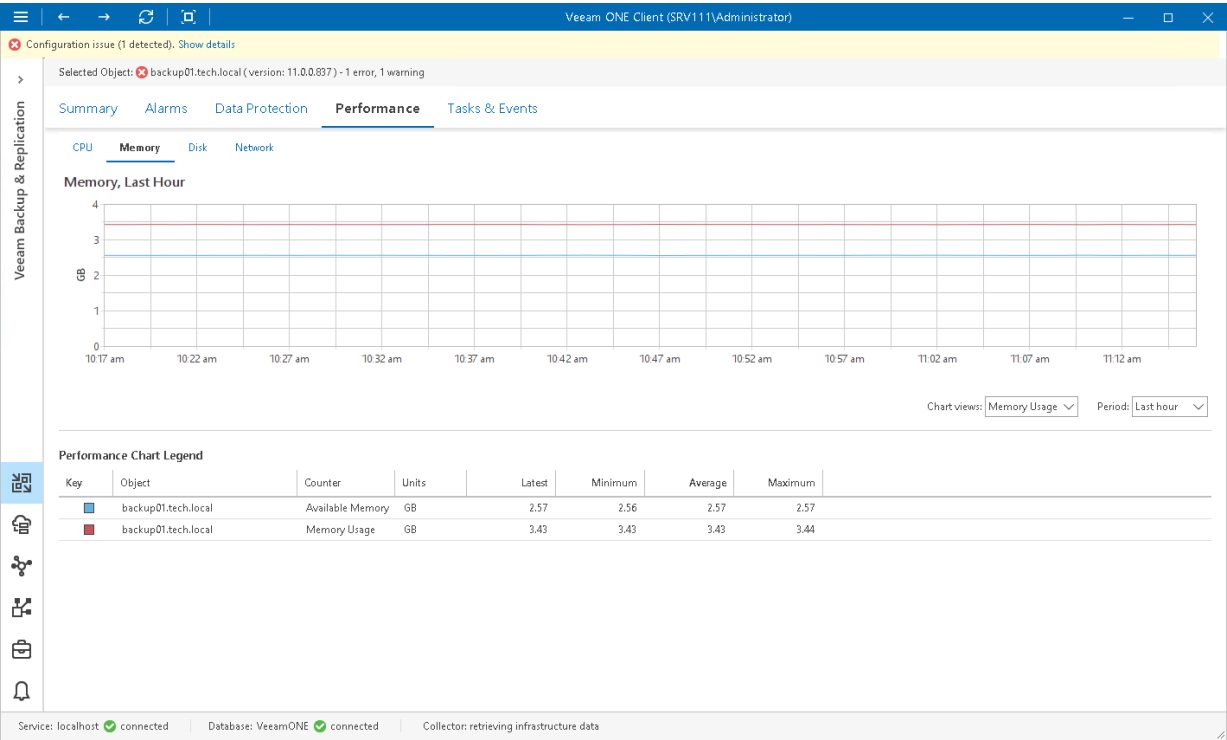 Veeam ONE Client (SRV111\Administrator)
Configuration issue (1 detected). Show details
Selected Object: backup01.tech.local ( version: 11.0.0.837 ) - 1 error, 1 warning
Veeam Backup & Replication
Summary Alarms Data Protection Performance Tasks & Events
CPU Memory Disk Network
Memory, Last Hour
4
3
GB
2
1
0
10:17 am 10:22 am 10:27 am 10:32 am 10:37 am 10:42 am 10:47 am 10:52 am 10:57 am 11:02 am 11:07 am 11:12 am
Chart views: Memory Usage Period: Last hour
Performance Chart Legend
Key Object Counter Units Latest Minimum Average Maximum
backup01.tech.local Available Memory GB 2.57 2.56 2.57 2.57
backup01.tech.local Memory Usage GB 3.43 3.43 3.43 3.44
Service: localhost connected Database: VeeamONE connected Collector: retrieving infrastructure data